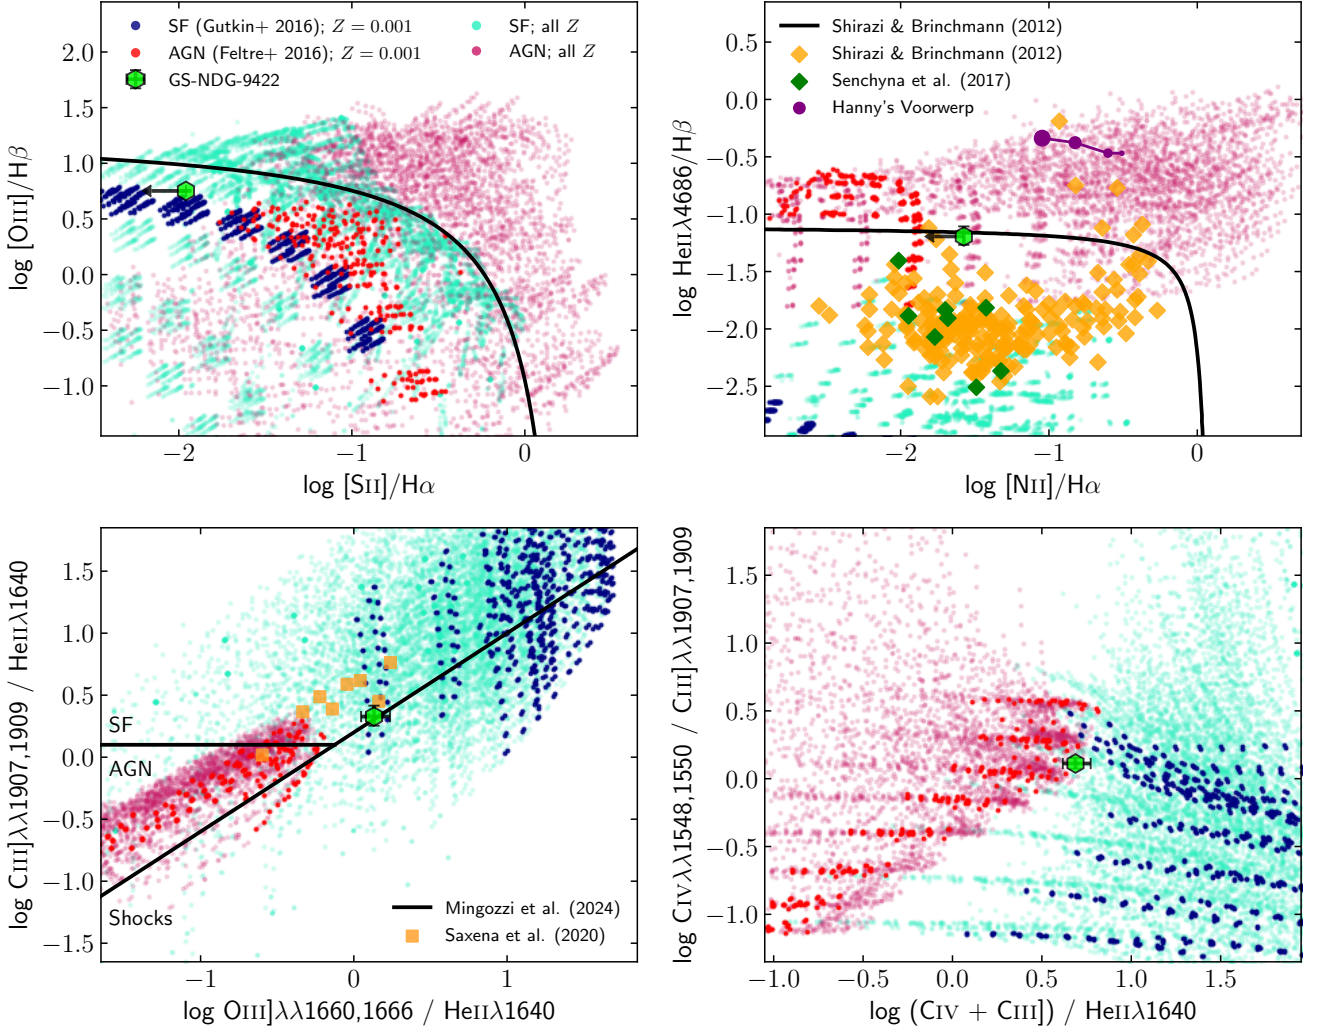 SF (Gutkin+ 2016); Z = 0.001
AGN (Feltre+ 2016); Z = 0.001
GS-NDG-9422
SF; all Z
AGN; all Z
log [OIII]/Hβ
2.0
1.5
1.0
0.5
0.0
−0.5
−1.0
−2
−1
0
log [SII]/Hα
Shirazi & Brinchmann (2012)
Shirazi & Brinchmann (2012)
Senchyna et al. (2017)
Hanny's Voorwerp
log HeIIλ4686/Hβ
0.5
0.0
−0.5
−1.0
−1.5
−2.0
−2.5
−2
−1
0
log [NII]/Hα
log CIII]λλ1907,1909 / HeIIλ1640
1.5
1.0
0.5
0.0
−0.5
−1.0
−1.5
SF
AGN
Shocks
Mingozzi et al. (2024)
Saxena et al. (2020)
−1
0
1
log OIII]λλ1660,1666 / HeIIλ1640
log CIVλλ1548,1550 / CIII]λλ1907,1909
1.5
1.0
0.5
0.0
−0.5
−1.0
−1.0
−0.5
0.0
0.5
1.0
1.5
log (CIV + CIII]) / HeIIλ1640